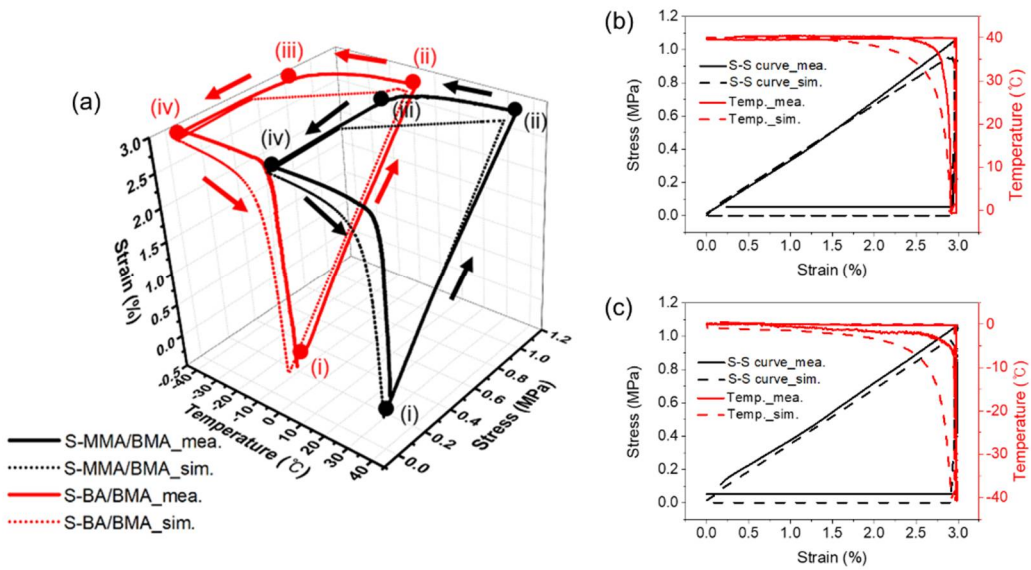 (a)
(iii)
(ii)
(iv)
(iii)
(ii)
(iv)
(i)
(i)
3.0
2.5
2.0
1.5
1.0
0.5
0.0
-0.5
Strain (%)
-50
-30
-20
-10
0
10
20
30
40
Temperature (℃)
0.0
0.2
0.4
0.6
0.8
1.0
1.2
Stress (MPa)
S-MMA/BMA_mea.
S-MMA/BMA_sim.
S-BA/BMA_mea.
S-BA/BMA_sim.
(b)
1.2
1.0
0.8
0.6
0.4
0.2
0.0
Stress (MPa)
S-S curve_mea.
S-S curve_sim.
Temp._mea.
Temp._sim.
40
30
20
10
0
Temperature (℃)
0.0 0.5 1.0 1.5 2.0 2.5 3.0
Strain (%)
(c)
1.2
1.0
0.8
0.6
0.4
0.2
0.0
Stress (MPa)
S-S curve_mea.
S-S curve_sim.
Temp._mea.
Temp._sim.
0
-10
-20
-30
-40
Temperature (℃)
0.0 0.5 1.0 1.5 2.0 2.5 3.0
Strain (%)